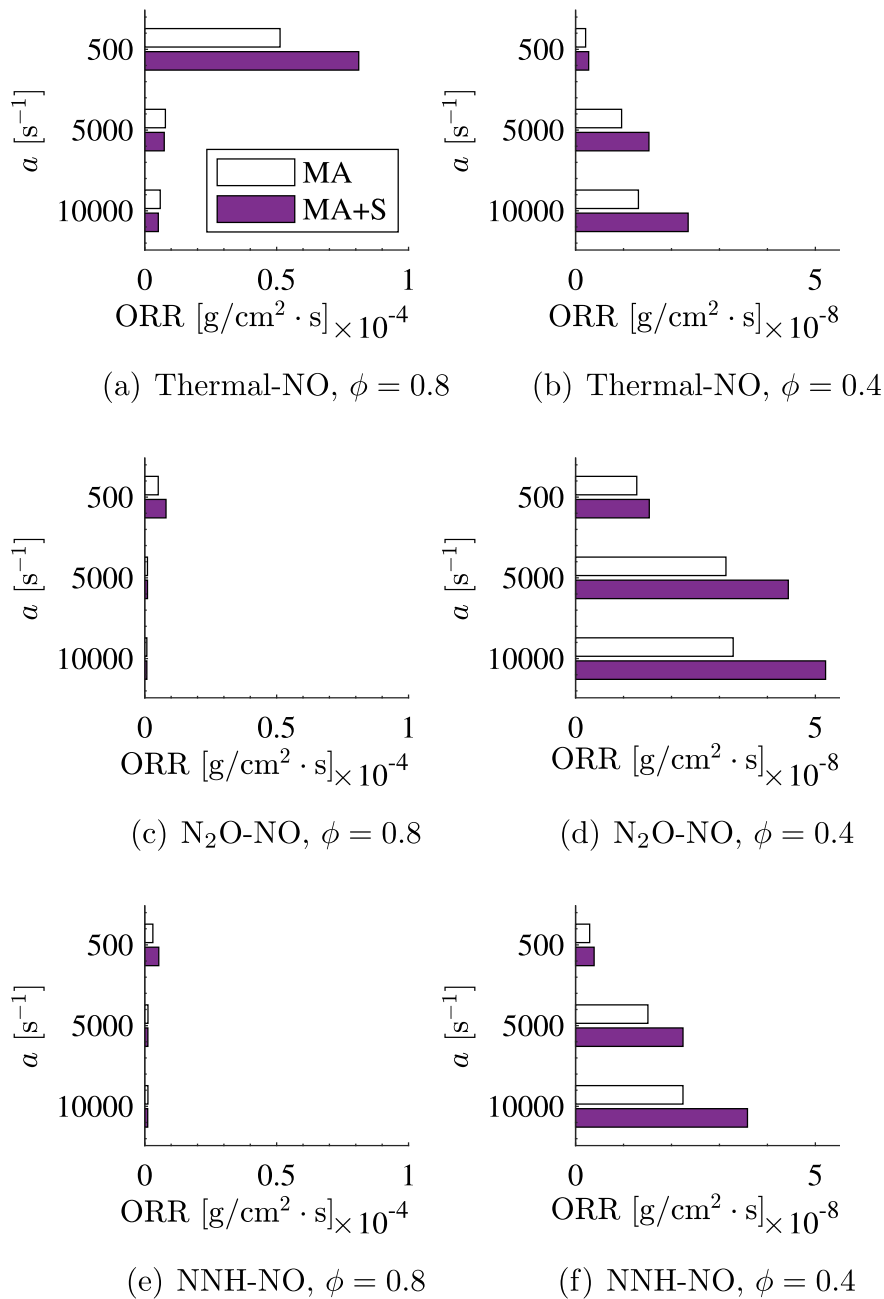 500
5000
10000
a [s⁻¹]
MA
MA+S
0 0.5 1
ORR [g/cm² · s] ×10⁻⁴
(a) Thermal-NO, ϕ = 0.8
500
5000
10000
a [s⁻¹]
0 5
ORR [g/cm² · s] ×10⁻⁸
(b) Thermal-NO, ϕ = 0.4
500
5000
10000
a [s⁻¹]
0 0.5 1
ORR [g/cm² · s] ×10⁻⁴
(c) N₂O-NO, ϕ = 0.8
500
5000
10000
a [s⁻¹]
0 5
ORR [g/cm² · s] ×10⁻⁸
(d) N₂O-NO, ϕ = 0.4
500
5000
10000
a [s⁻¹]
0 0.5 1
ORR [g/cm² · s] ×10⁻⁴
(e) NNH-NO, ϕ = 0.8
500
5000
10000
a [s⁻¹]
0 5
ORR [g/cm² · s] ×10⁻⁸
(f) NNH-NO, ϕ = 0.4